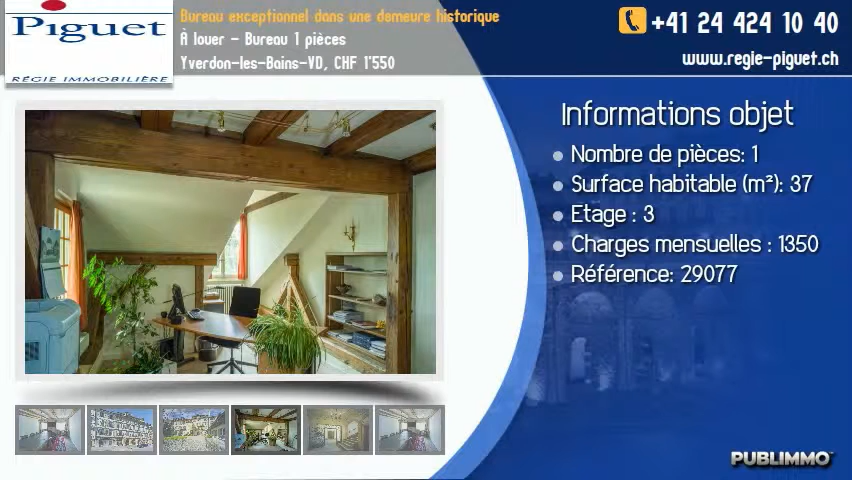 Piguet
RÉGIE IMMOBILIÈRE
Bureau exceptionnel dans une demeure historique
À louer - Bureau 1 pièces
Yverdon-les-Bains-VD, CHF 1'550
+41 24 424 10 40
www.regie-piguet.ch
Informations objet
Nombre de pièces: 1
Surface habitable (m²): 37
Etage : 3
Charges mensuelles : 1350
Référence: 29077
PUBLIMMO